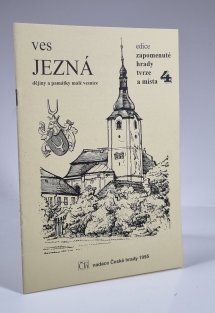 ves
JEZNÁ
dějiny a památky malé vesnice
edice
zapomenuté
hrady
tvrze
a místa
4
nadace České hrady 1995